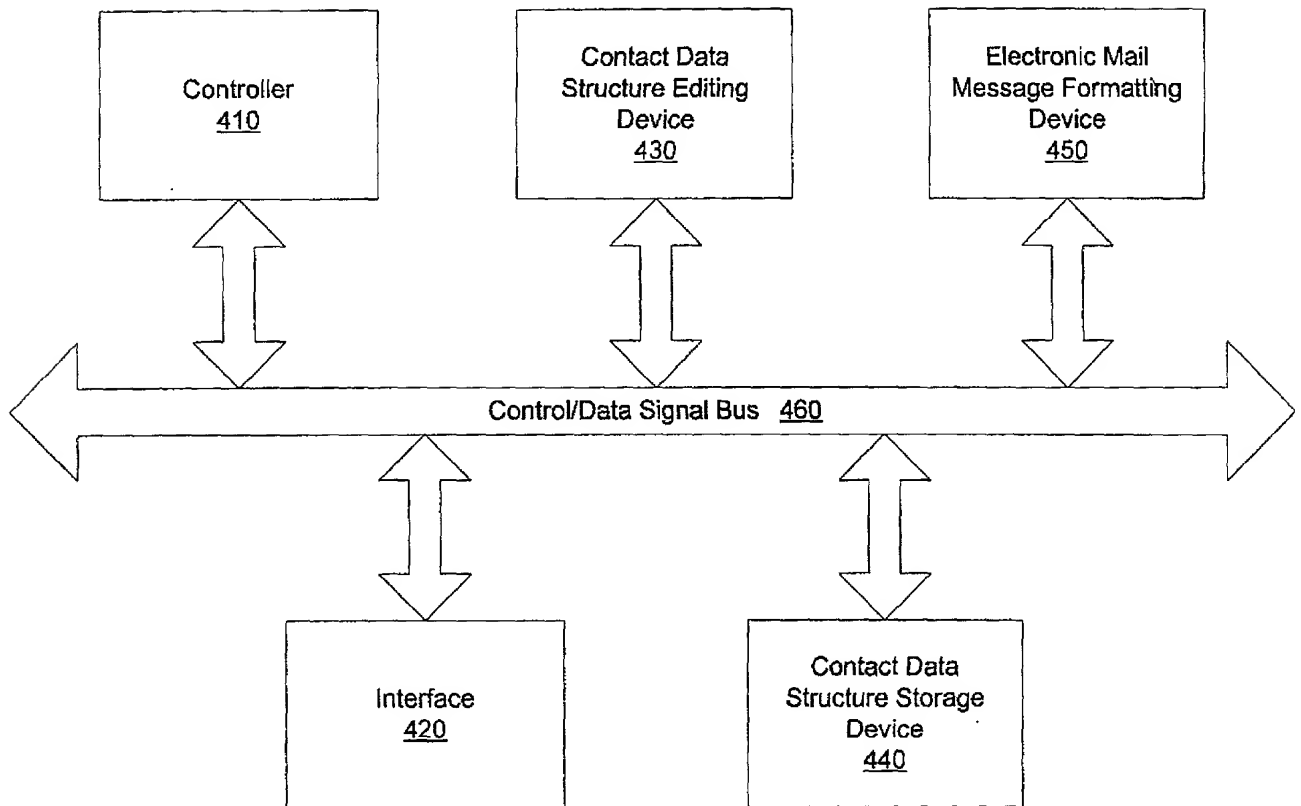 Controller
410
Contact Data
Structure Editing
Device
430
Electronic Mail
Message Formatting
Device
450
Control/Data Signal Bus 460
Interface
420
Contact Data
Structure Storage
Device
440